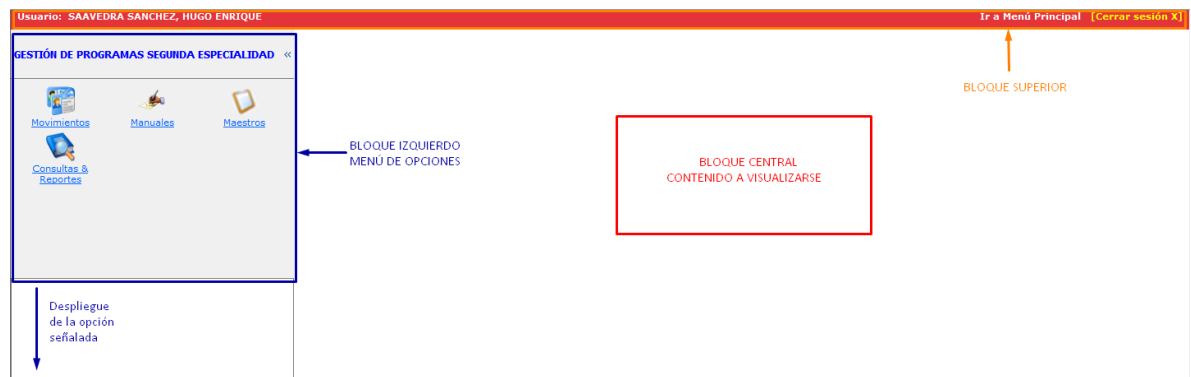 Usuario: SAAVEDRA SANCHEZ, HUGO ENRIQUE
Ir a Menú Principal [Cerrar sesión X]
GESTIÓN DE PROGRAMAS SEGUNDA ESPECIALIDAD «
BLOQUE SUPERIOR
Movimientos
Manuales
Maestros
Consultas &
Reportes
BLOQUE IZQUIERDO
MENÚ DE OPCIONES
BLOQUE CENTRAL
CONTENIDO A VISUALIZARSE
Despliegue
de la opción
señalada